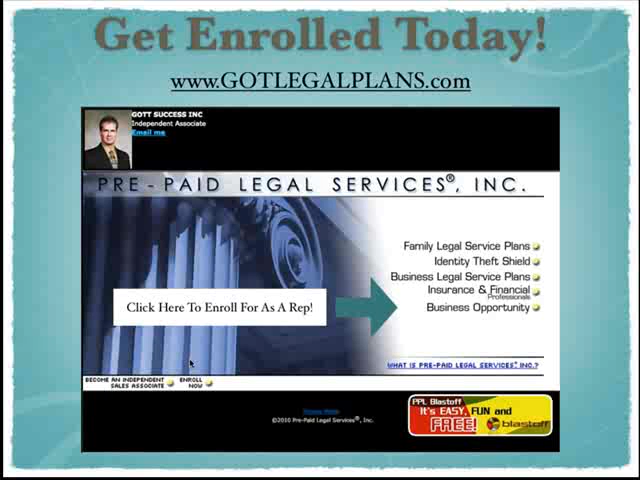 Get Enrolled Today!
www.GOTLEGALPLANS.com
GOTT SUCCESS INC
Independent Associate
Email me
PRE-PAID LEGAL SERVICES®, INC.
Family Legal Service Plans
Identity Theft Shield
Business Legal Service Plans
Insurance & Financial
Professionals
Business Opportunity
Click Here To Enroll For As A Rep!
WHAT IS PRE-PAID LEGAL SERVICES®, INC.?
BECOME AN INDEPENDENT
SALES ASSOCIATE
ENROLL
NOW
©2010 Pre-Paid Legal Services®, Inc.
PPL Blastoff
It's EASY, FUN and
FREE!
blastoff